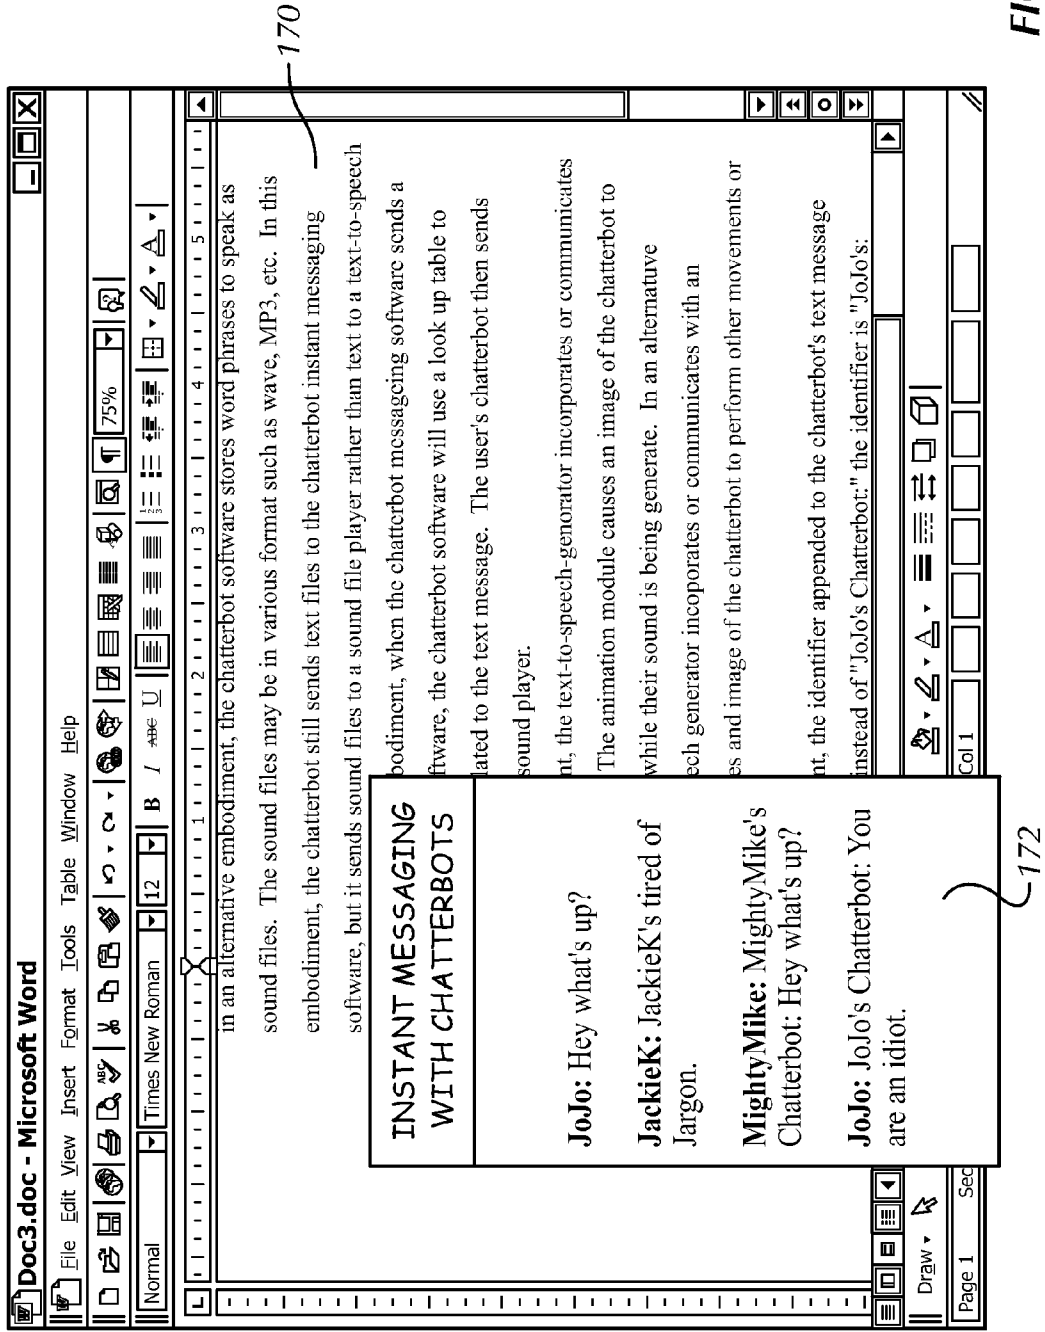 Doc3.doc - Microsoft Word
File Edit View Insert Format Tools Table Window Help
75%
Normal Times New Roman 12 B I ABC U
1 2 3 4 5
in an alternative embodiment, the chatterbot software stores word phrases to speak as
sound files. The sound files may be in various format such as wave, MP3, etc. In this
embodiment, the chatterbot still sends text files to the chatterbot instant messaging
software, but it sends sound files to a sound file player rather than text to a text-to-speech
bodiment, when the chatterbot messagcing software sends a
ftware, the chatterbot software will use a look up table to
lated to the text message. The user's chatterbot then sends
sound player.
nt, the text-to-speech-genorator incorporates or communicates
The animation module causes an image of the chatterbot to
while their sound is being generate. In an alternatuve
ech generator incoporates or communicates with an
es and image of the chatterbot to perform other movements or
nt, the identifier appended to the chatterbot's text message
instead of "JoJo's Chatterbot:" the identifier is "JoJo's:
INSTANT MESSAGING
WITH CHATTERBOTS
JoJo: Hey what's up?
JackieK: JackieK's tired of
Jargon.
MightyMike: MightyMike's
Chatterbot: Hey what's up?
JoJo: JoJo's Chatterbot: You
are an idiot.
Draw
Page 1 Sec Col 1
170
172